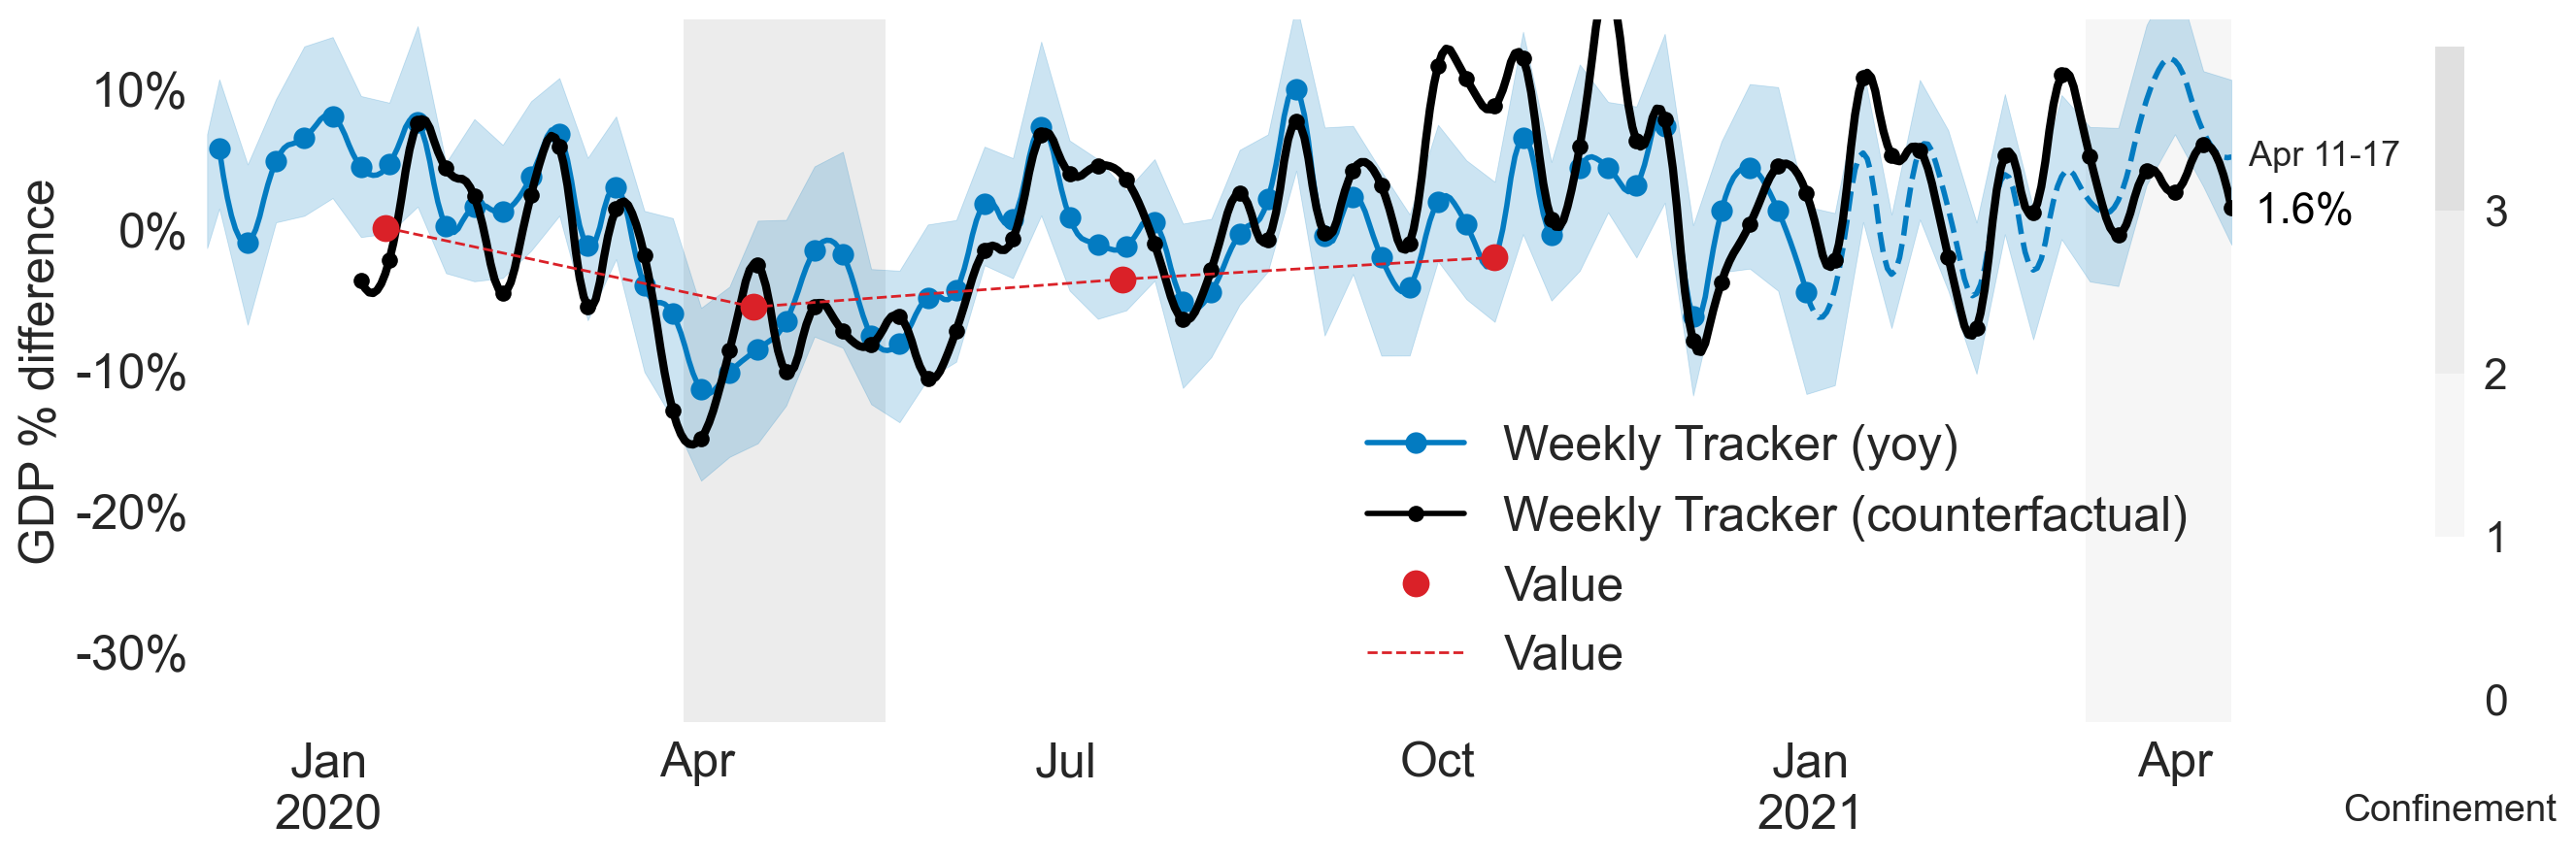 GDP % difference
10%
0%
-10%
-20%
-30%
Jan
2020
Apr
Jul
Oct
Jan
2021
Apr
Weekly Tracker (yoy)
Weekly Tracker (counterfactual)
Value
Value
Apr 11-17
1.6%
3
2
1
0
Confinement